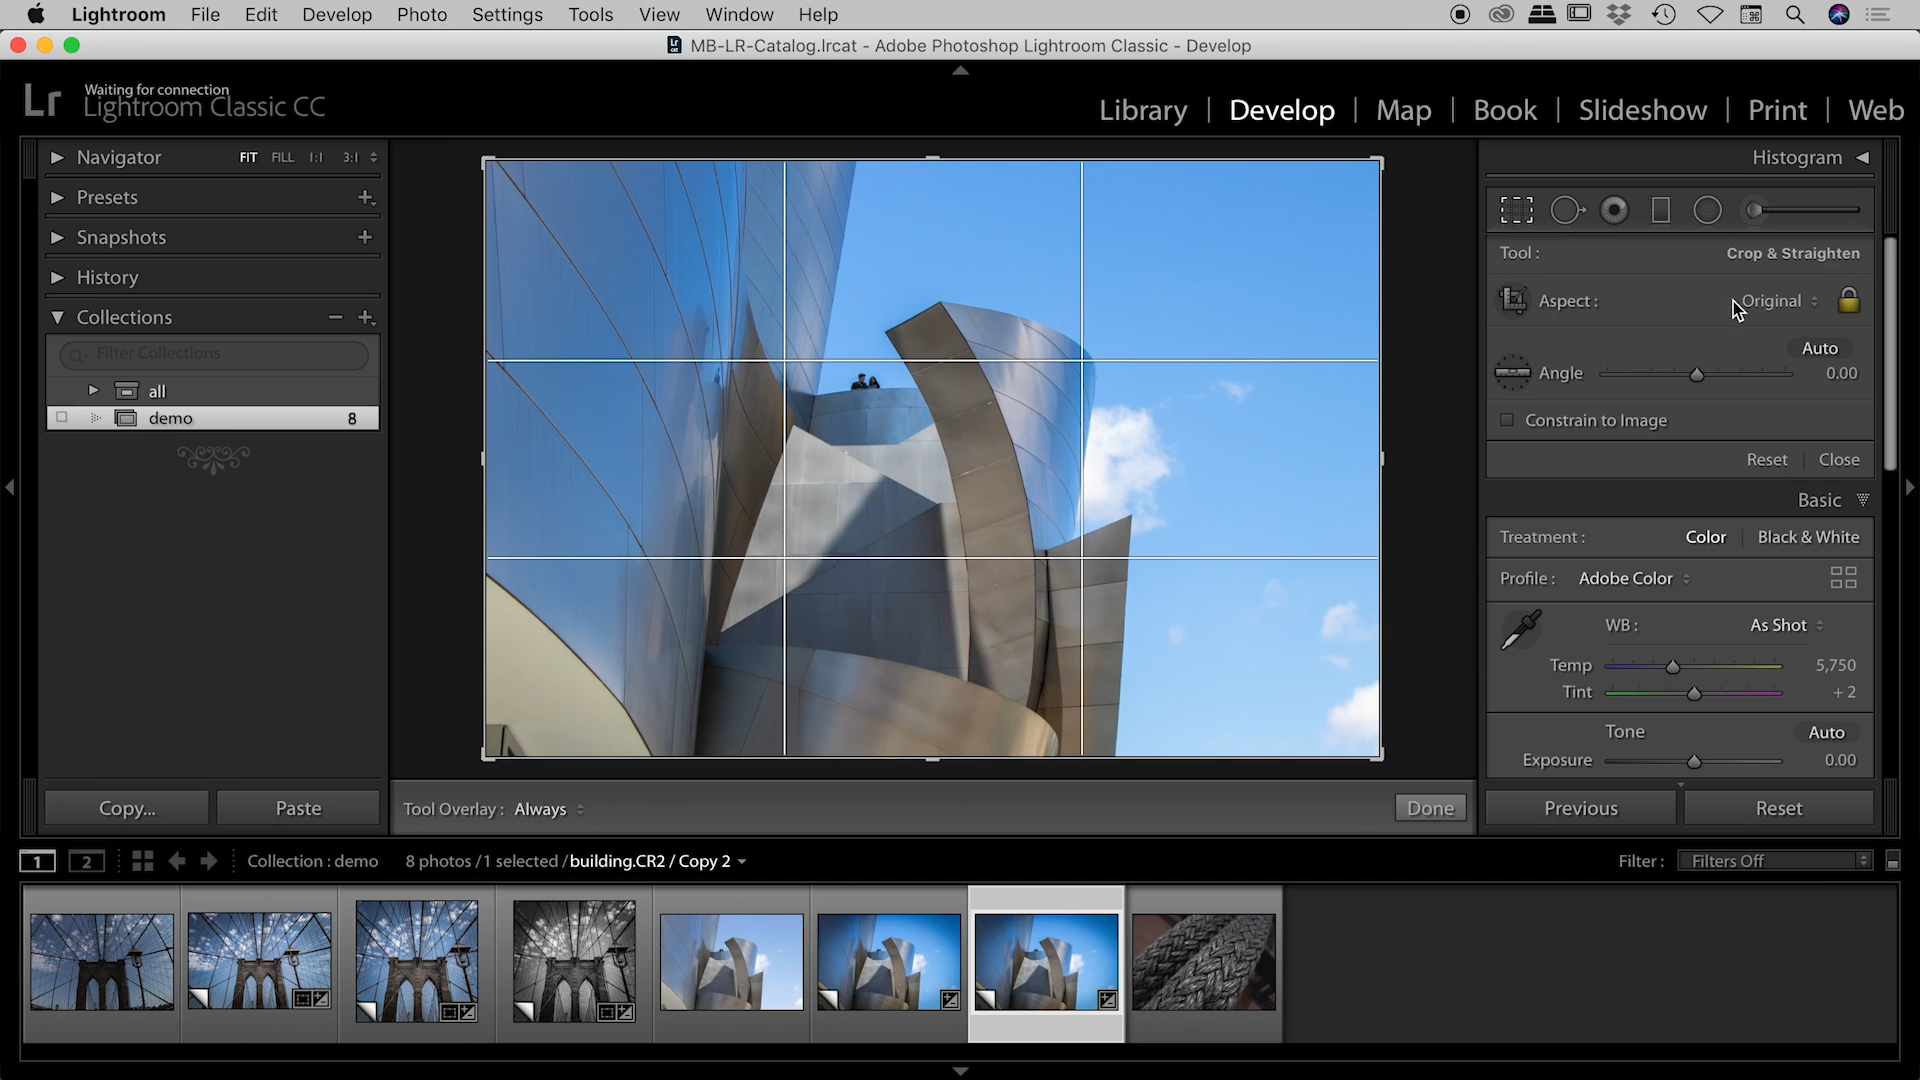 Lightroom File Edit Develop Photo Settings Tools View Window Help
MB-LR-Catalog.lrcat - Adobe Photoshop Lightroom Classic - Develop
Lr
Waiting for connection
Lightroom Classic CC
Library | Develop | Map | Book | Slideshow | Print | Web
Navigator FIT FILL 1:1 3:1
Presets
Snapshots
History
Collections
Filter Collections
all
demo 8
Copy... Paste
Tool Overlay : Always
Done
Histogram
Tool : Crop & Straighten
Aspect : Original
Auto
Angle 0.00
Constrain to Image
Reset Close
Basic
Treatment : Color Black & White
Profile : Adobe Color
WB : As Shot
Temp 5,750
Tint + 2
Tone Auto
Exposure 0.00
Previous Reset
1 2 Collection : demo 8 photos / 1 selected / building.CR2 / Copy 2
Filter : Filters Off